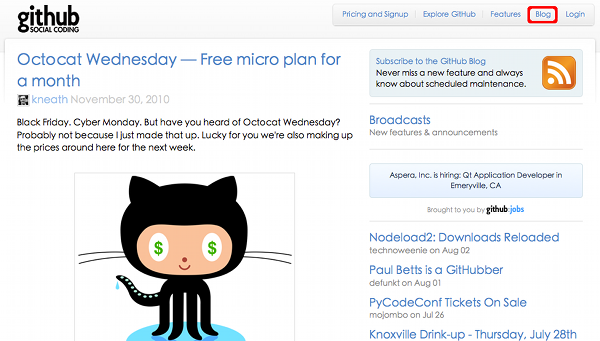 github
SOCIAL CODING
Pricing and Signup
Explore GitHub
Features
Blog
Login
Octocat Wednesday — Free micro plan for
a month
kneath November 30, 2010
Black Friday. Cyber Monday. But have you heard of Octocat Wednesday?
Probably not because I just made that up. Lucky for you we're also making up
the prices around here for the next week.
$ $
Subscribe to the GitHub Blog
Never miss a new feature and always
know about scheduled maintenance.
Broadcasts
New features & announcements
Aspera, Inc. is hiring: Qt Application Developer in
Emeryville, CA
Brought to you by github:jobs
Nodeload2: Downloads Reloaded
technoweenie on Aug 02
Paul Betts is a GitHubber
defunkt on Aug 01
PyCodeConf Tickets On Sale
mojombo on Jul 26
Knoxville Drink-up - Thursday, July 28th